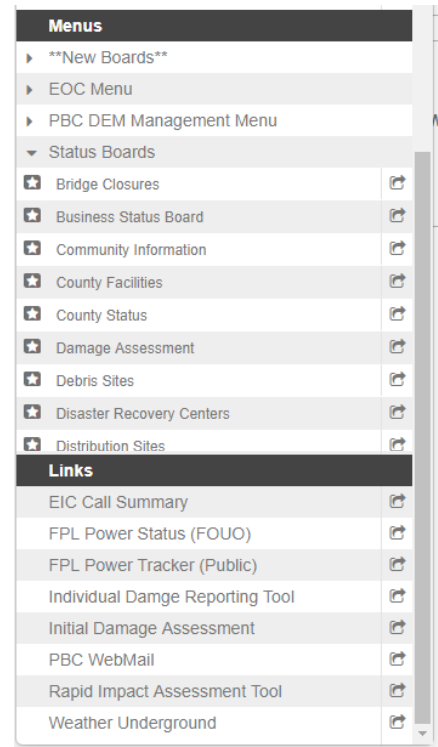 Menus
**New Boards**
EOC Menu
PBC DEM Management Menu
Status Boards
Bridge Closures
Business Status Board
Community Information
County Facilities
County Status
Damage Assessment
Debris Sites
Disaster Recovery Centers
Distribution Sites
Links
EIC Call Summary
FPL Power Status (FOUO)
FPL Power Tracker (Public)
Individual Damge Reporting Tool
Initial Damage Assessment
PBC WebMail
Rapid Impact Assessment Tool
Weather Underground